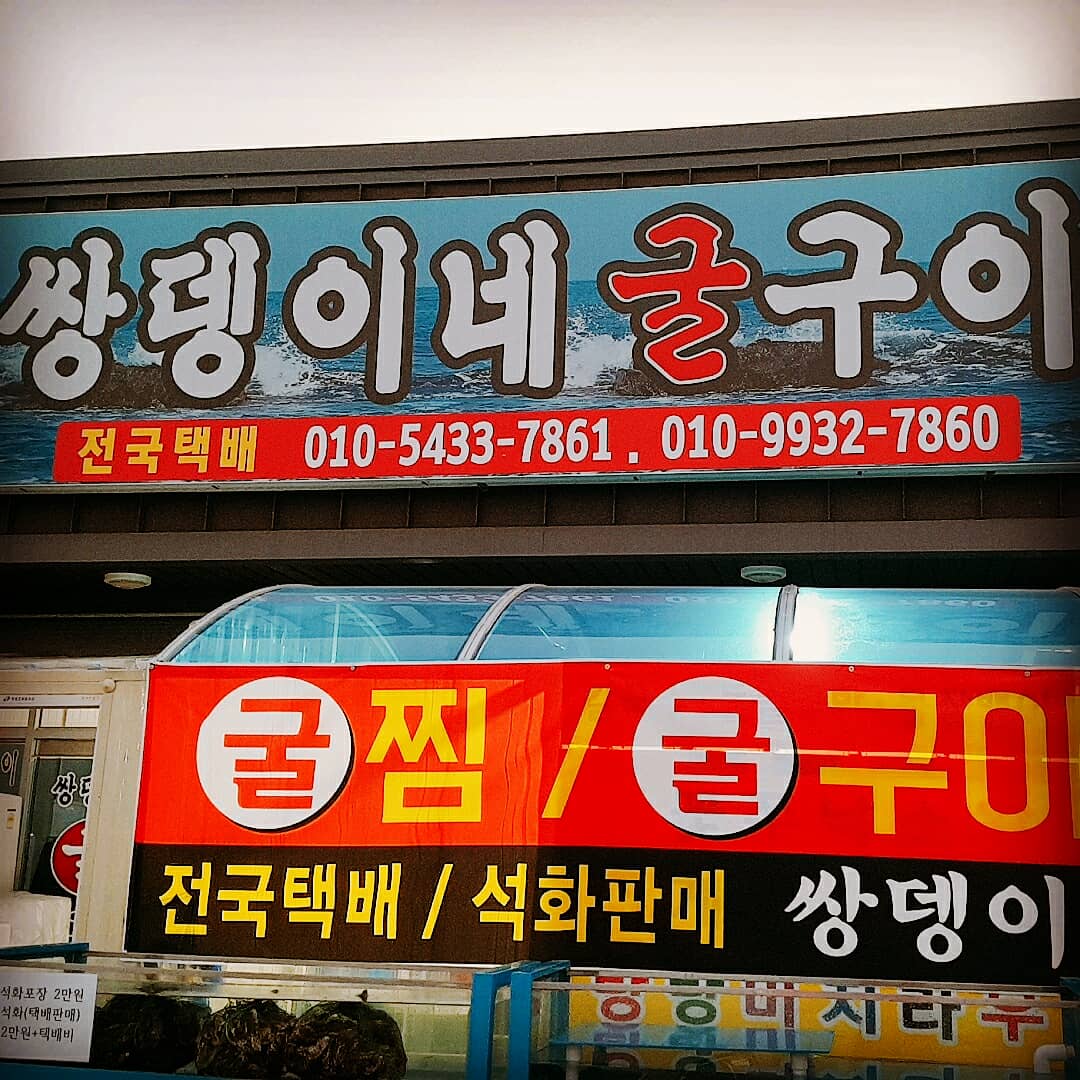 쌍뎅이네 굴구이
전국택배 010-5433-7861 . 010-9932-7860
굴찜 / 굴구이
전국택배 / 석화판매 쌍뎅이
석화포장 2만원
석화(택배판매)
2만원+택배비